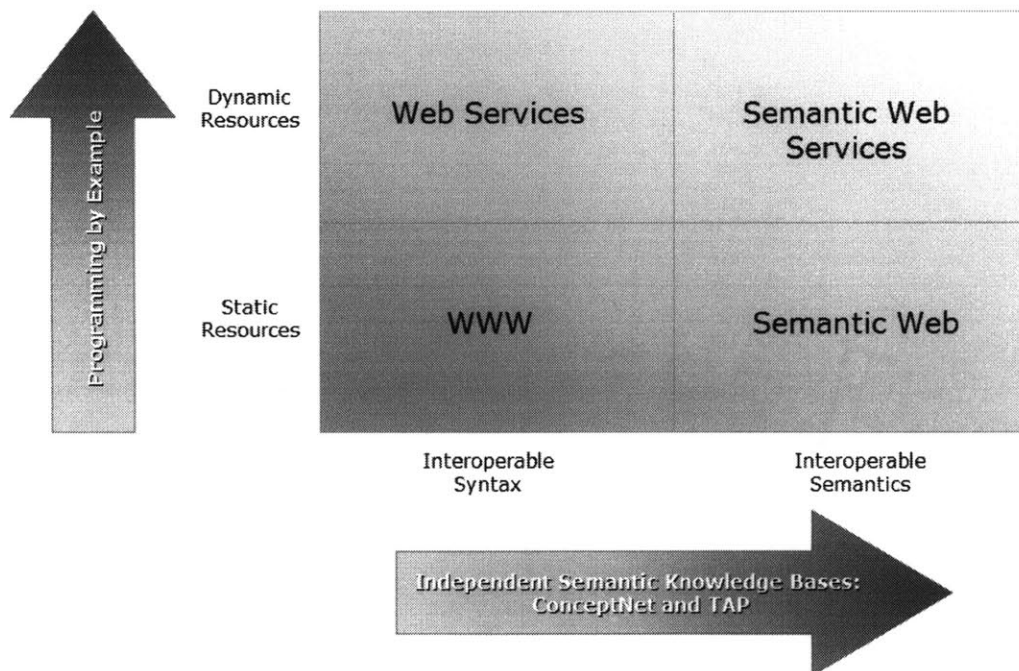 Programming by Example
Dynamic
Resources
Web Services
Semantic Web
Services
Static
Resources
WWW
Semantic Web
Interoperable
Syntax
Interoperable
Semantics
Independent Semantic Knowledge Bases:
ConceptNet and TAP